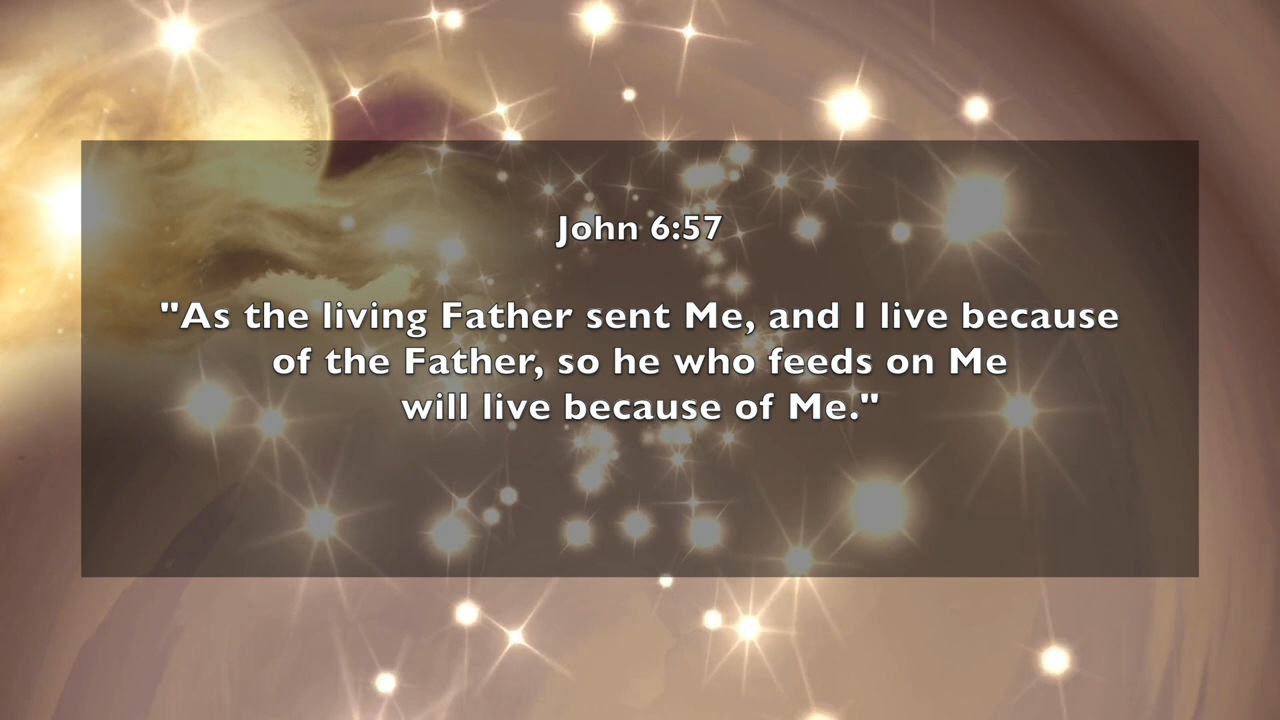 John 6:57
"As the living Father sent Me, and I live because
of the Father, so he who feeds on Me
will live because of Me."